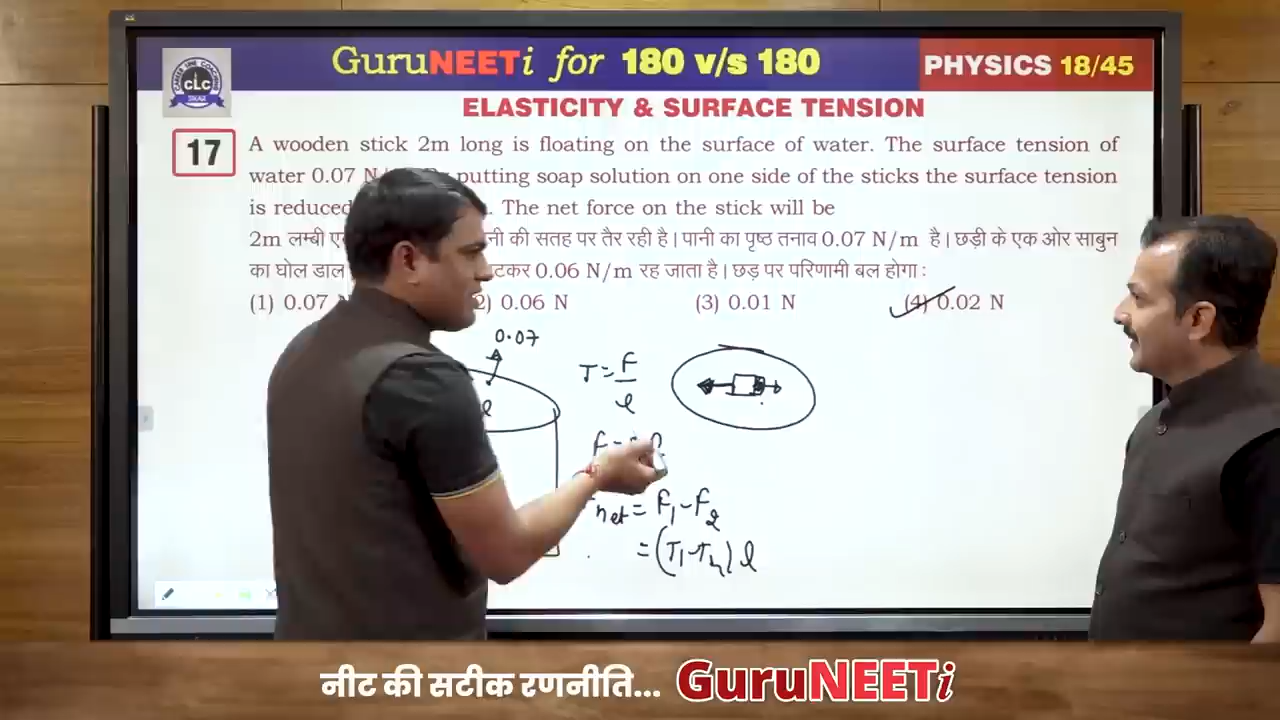 GuruNEETi for 180 v/s 180
PHYSICS 18/45
CLC
SIKAR
ELASTICITY & SURFACE TENSION
17
A wooden stick 2m long is floating on the surface of water. The surface tension of
water 0.07 putting soap solution on one side of the sticks the surface tension
is reduced . The net force on the stick will be
2m लम्बी की सतह पर तैर रही है। पानी का पृष्ठ तनाव 0.07 N/m है। छड़ी के एक ओर साबुन
का घोल डाल 0.06 N/m रह जाता है। छड़ पर परिणामी बल होगा :
(1) 0.07 2) 0.06 N (3) 0.01 N (4) 0.02 N
0.07
l
T = F/l
net = F₁-F₂
= (T₁-T₂) l
नीट की सटीक रणनीति... GuruNEETi